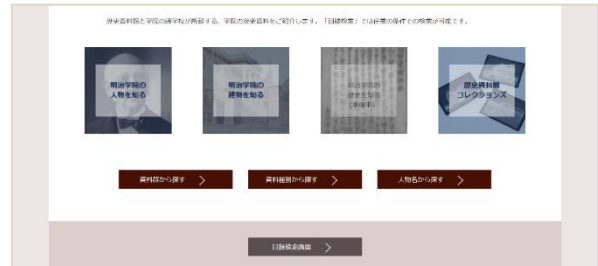 歴史資料館と学院の諸学校が所蔵する、学院の歴史資料をご紹介します。「目録検索」では任意の条件での検索が可能です。
明治学院の
人物を知る
明治学院の
建物を知る
明治学院の
歴史を知る
(準備中)
歴史資料館
コレクションズ
資料群から探す
資料種別から探す
人物名から探す
目録検索画面